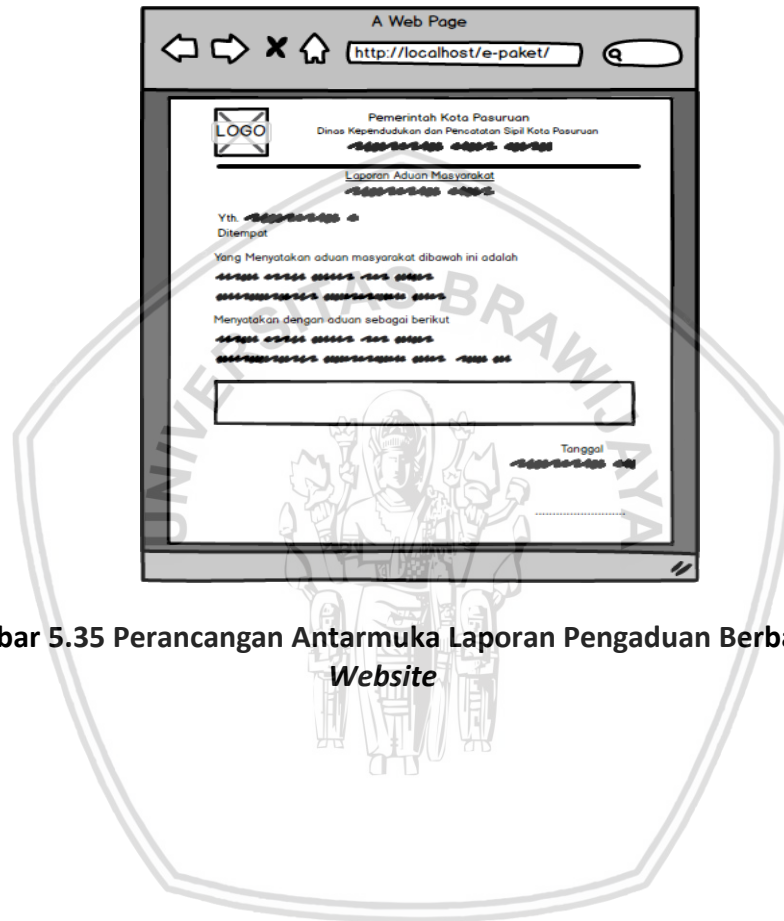 A Web Page
http://localhost/e-paket/
LOGO
Pemerintah Kota Pasuruan
Dinas Kependudukan dan Pencatatan Sipil Kota Pasuruan
Laporan Aduan Masyarakat
Yth.
Ditempat
Yang Menyatakan aduan masyarakat dibawah ini adalah
Menyatakan dengan aduan sebagai berikut
Tanggal
UNIVERSITAS BRAWIJAYA
bar 5.35 Perancangan Antarmuka Laporan Pengaduan Berba
Website